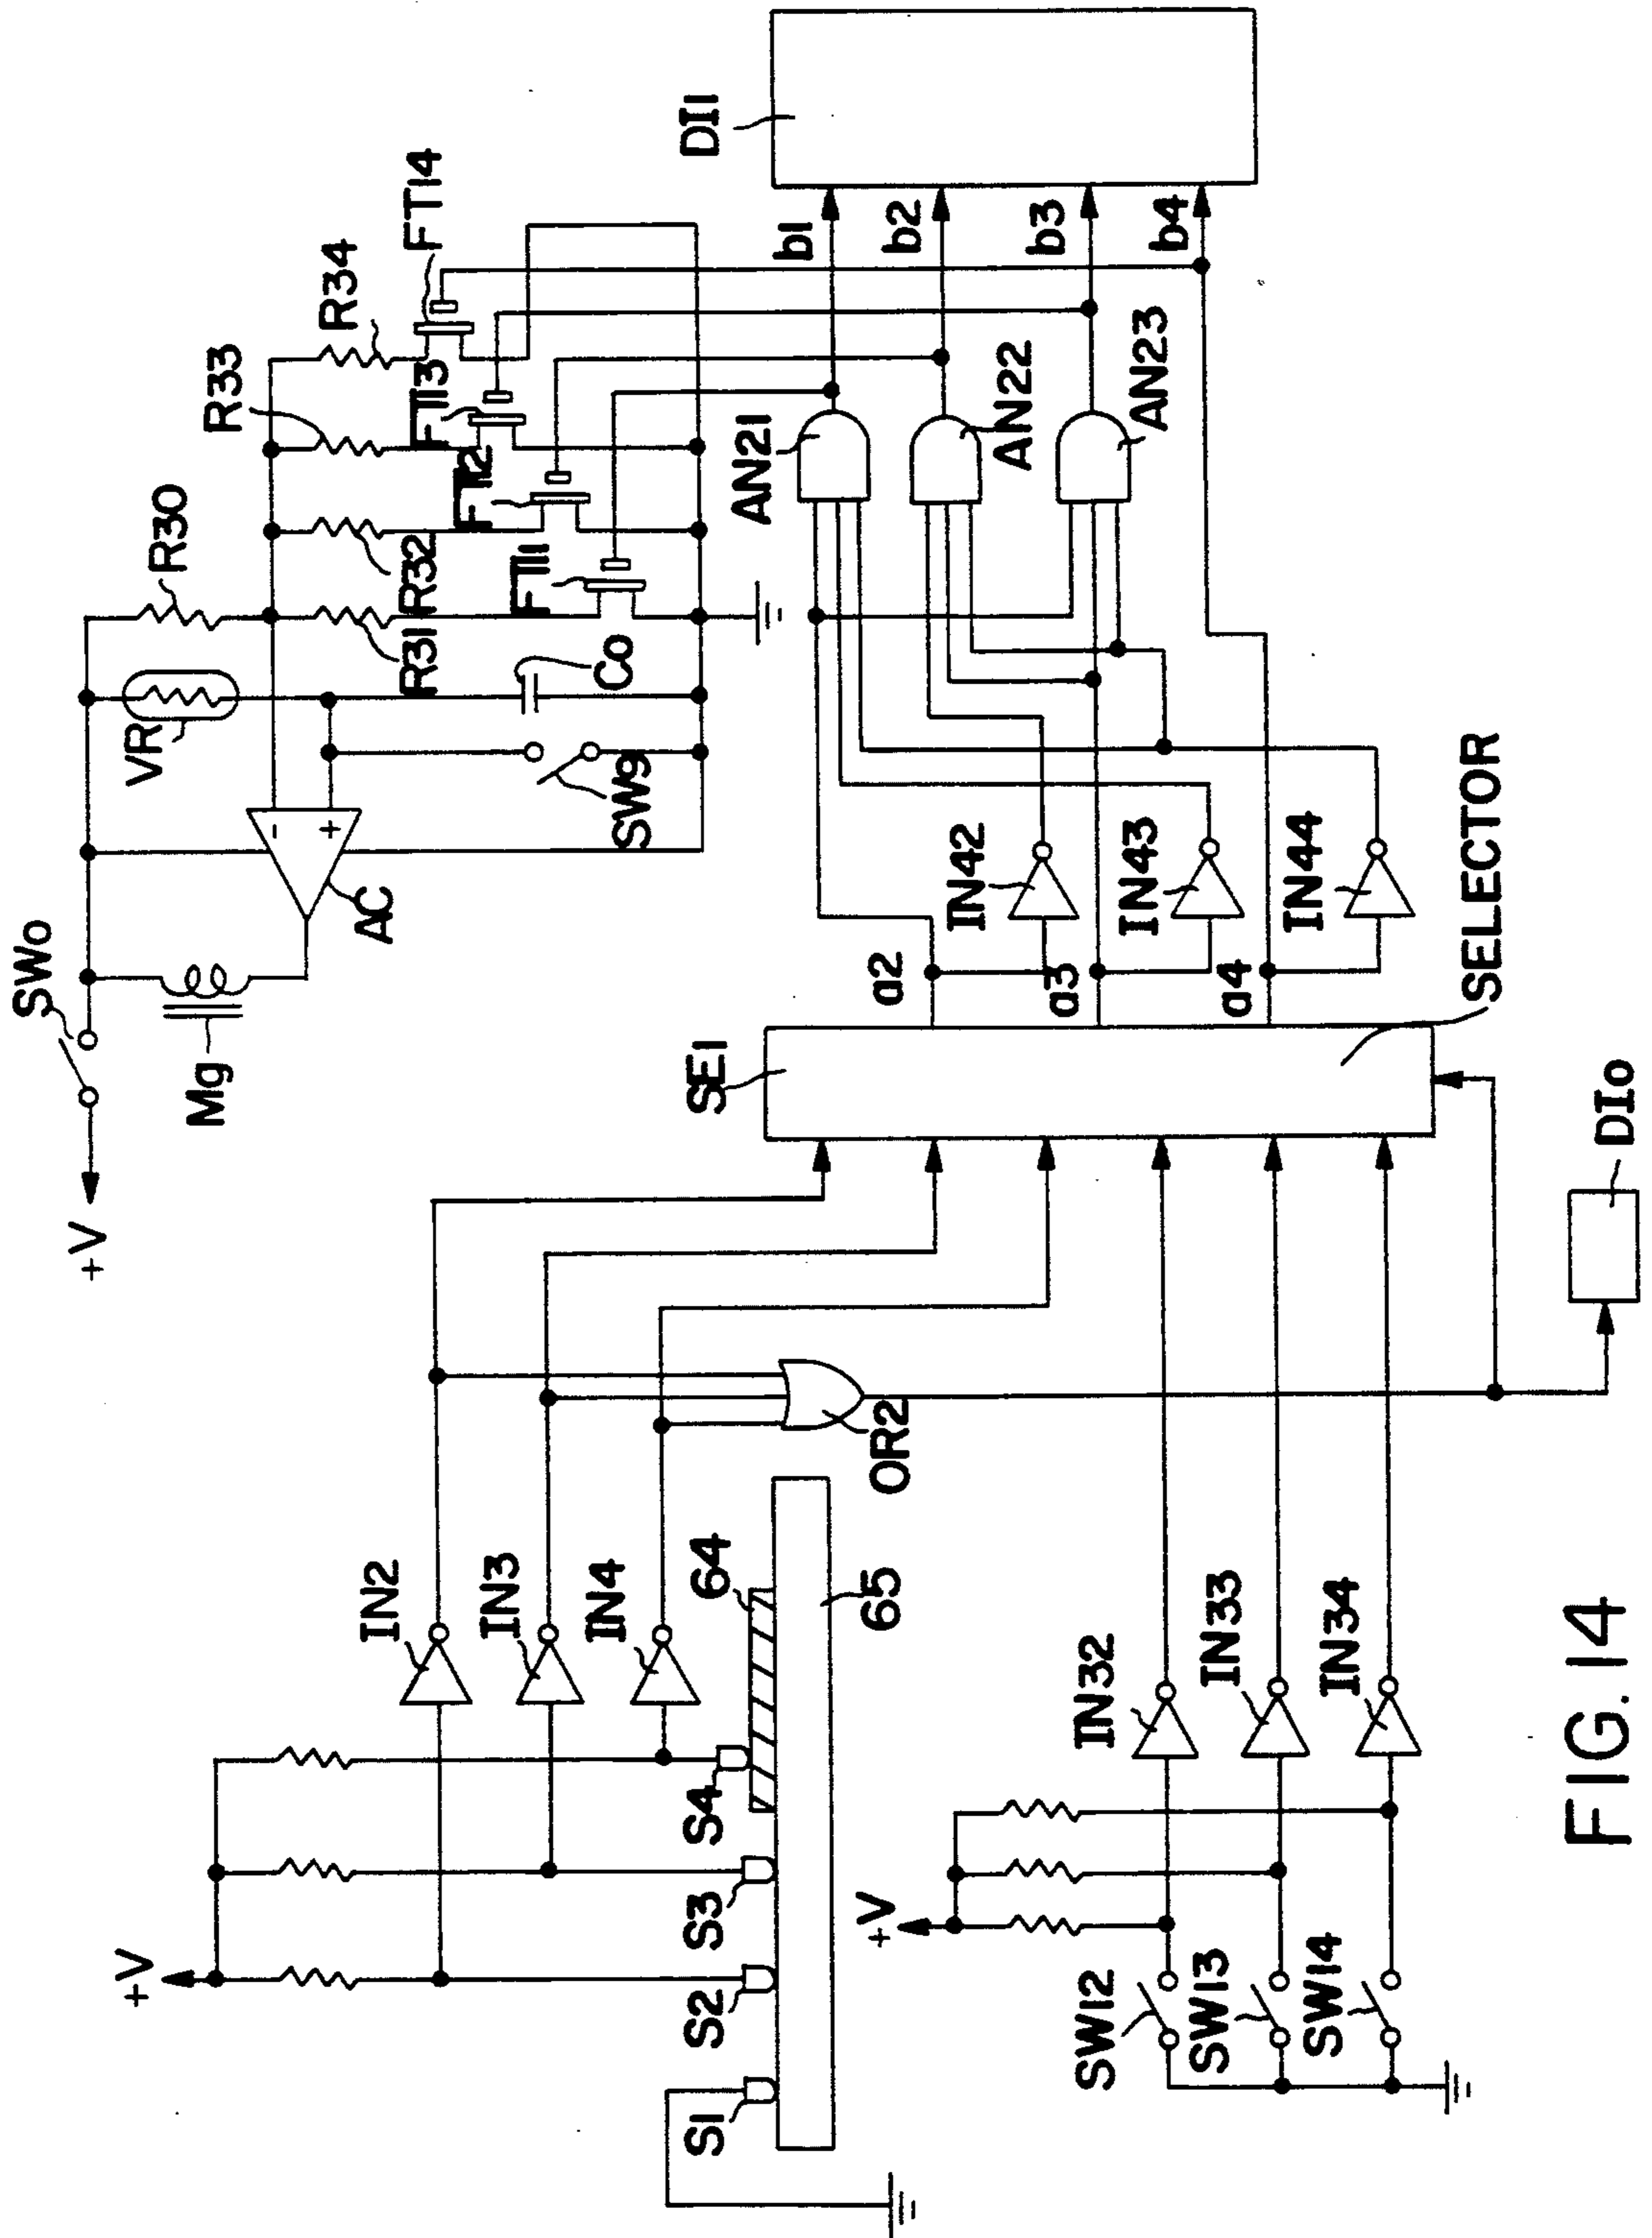 SWo
+V
Mg
AC
VR
R30
R33
R34
FT14
FT13
FT12
FT11
R32
R31
Co
SW9
-
+
DI1
b1
b2
b3
b4
AN21
AN22
AN23
IN42
IN43
IN44
a2
a3
a4
SE1
SELECTOR
DIo
OR2
IN2
IN3
IN4
64
65
+V
S1
S2
S3
S4
IN32
IN33
IN34
+V
SW12
SW13
SW14
FIG. 14